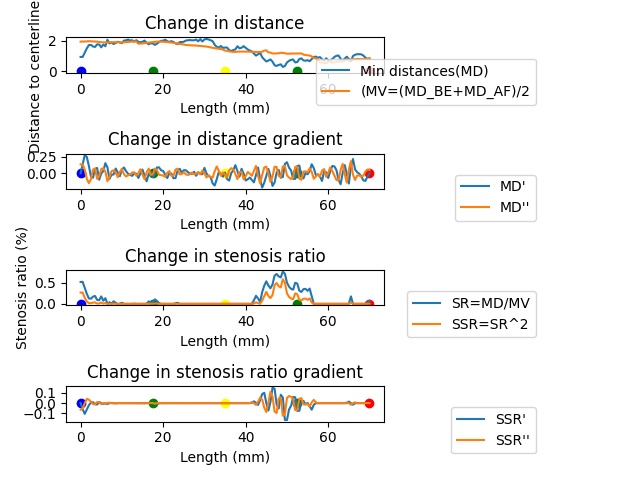 Change in distance
Distance to centerline
2
0
0
20
40
60
Length (mm)
Min distances(MD)
(MV=(MD_BE+MD_AF)/2
Change in distance gradient
0.25
0.00
0
20
40
60
Length (mm)
MD'
MD''
Change in stenosis ratio
Stenosis ratio (%)
0.5
0.0
0
20
40
60
Length (mm)
SR=MD/MV
SSR=SR^2
Change in stenosis ratio gradient
0.1
0.0
−0.1
0
20
40
60
Length (mm)
SSR'
SSR''